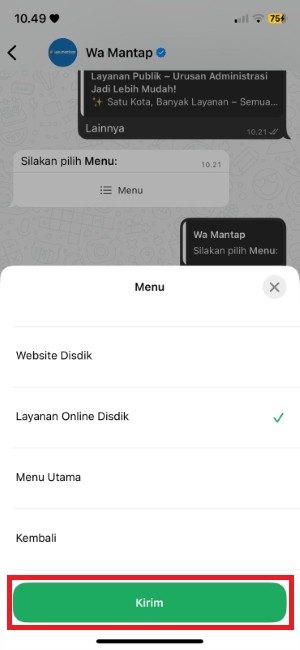 10.49
75
Wa Mantap
Layanan Publik – Urusan Administrasi
Jadi Lebih Mudah!
✨ Satu Kota, Banyak Layanan – Semua...
Lainnya
10.21
Silakan pilih Menu:
10.21
Menu
Wa Mantap
Silakan pilih Menu:
Menu
Website Disdik
Layanan Online Disdik
Menu Utama
Kembali
Kirim